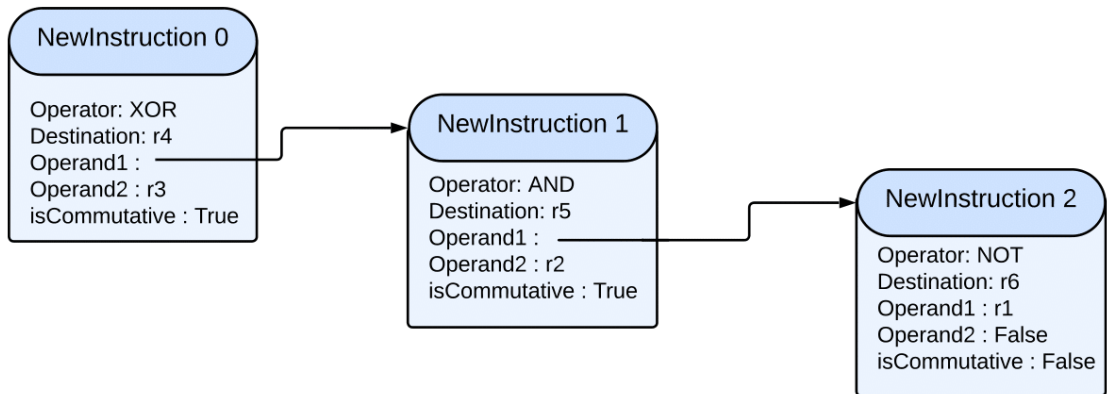 NewInstruction 0
Operator: XOR
Destination: r4
Operand1 :
Operand2 : r3
isCommutative : True
NewInstruction 1
Operator: AND
Destination: r5
Operand1 :
Operand2 : r2
isCommutative : True
NewInstruction 2
Operator: NOT
Destination: r6
Operand1 : r1
Operand2 : False
isCommutative : False